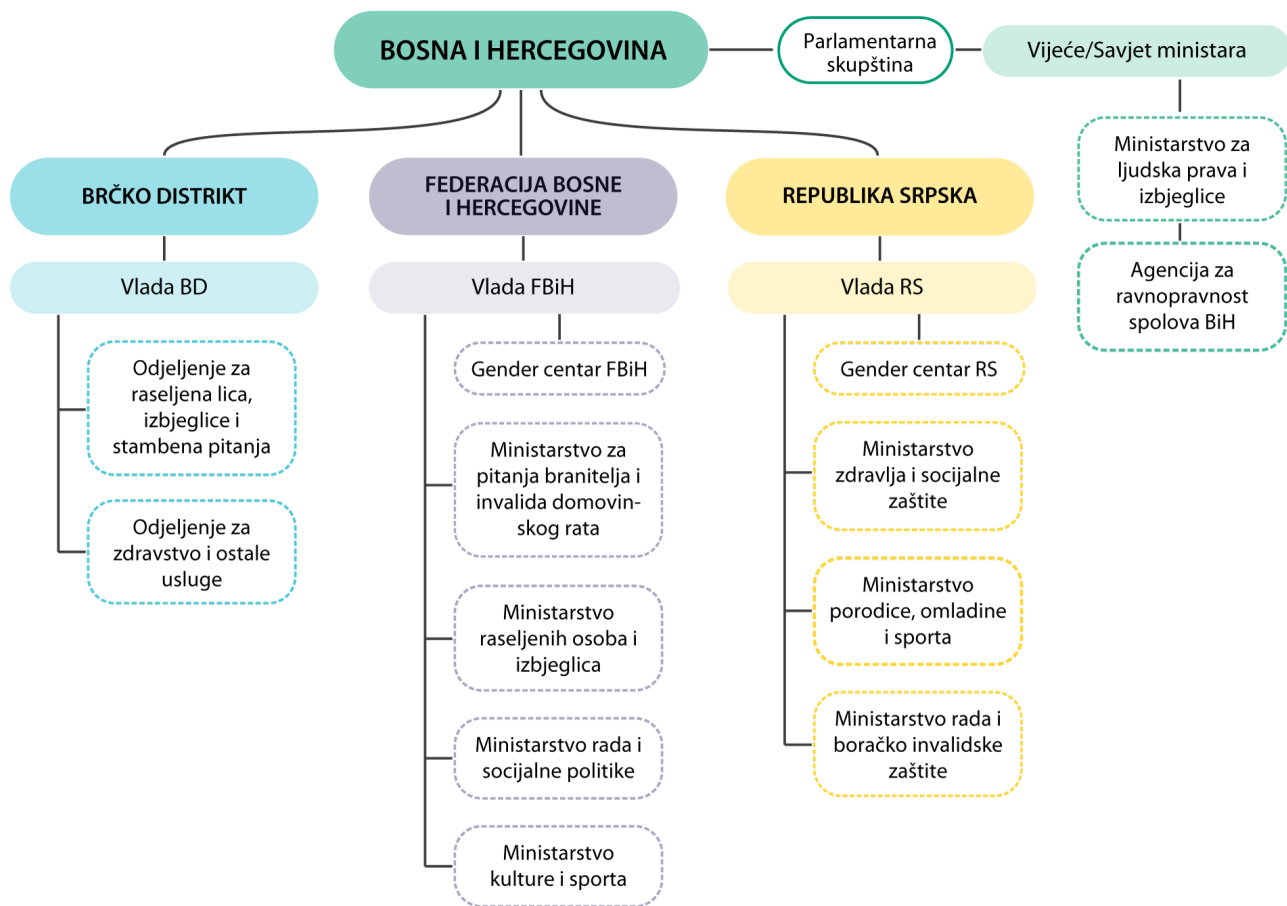 BOSNA I HERCEGOVINA
Parlamentarna
skupština
Vijeće/Savjet ministara
Ministarstvo za
ljudska prava i
izbjeglice
Agencija za
ravnopravnost
spolova BiH
BRČKO DISTRIKT
Vlada BD
Odjeljenje za
raseljena lica,
izbjeglice i
stambena pitanja
Odjeljenje za
zdravstvo i ostale
usluge
FEDERACIJA BOSNE
I HERCEGOVINE
Vlada FBiH
Gender centar FBiH
Ministarstvo za
pitanja branitelja i
invalida domovin-
skog rata
Ministarstvo
raseljenih osoba i
izbjeglica
Ministarstvo rada i
socijalne politike
Ministarstvo
kulture i sporta
REPUBLIKA SRPSKA
Vlada RS
Gender centar RS
Ministarstvo
zdravlja i socijalne
zaštite
Ministarstvo
porodice, omladine
i sporta
Ministarstvo rada i
boračko invalidske
zaštite